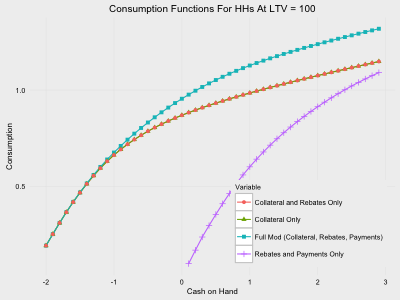 Consumption Functions For HHs At LTV = 100
Consumption
1.0
0.5
Variable
Collateral and Rebates Only
Collateral Only
Full Mod (Collateral, Rebates, Payments)
Rebates and Payments Only
-2 -1 0 1 2 3
Cash on Hand